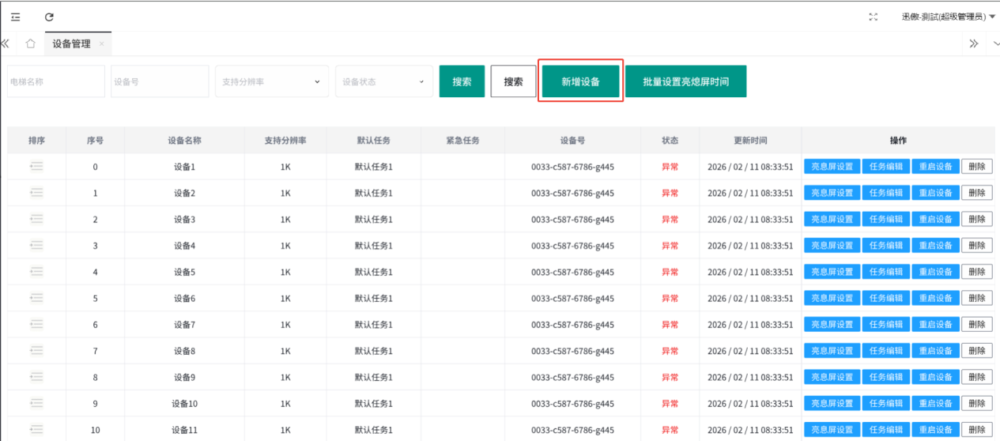 迅傲-测試(超级管理员)
设备管理
电梯名称 设备号 支持分辨率 设备状态 搜索 搜索 新增设备 批量设置亮熄屏时间
排序 序号 设备名称 支持分辨率 默认任务 紧急任务 设备号 状态 更新时间 操作
0 设备1 1K 默认任务1 0033-c587-6786-g445 异常 2026 / 02 / 11 08:33:51 亮息屏设置 任务编辑 重启设备 删除
1 设备2 1K 默认任务1 0033-c587-6786-g445 异常 2026 / 02 / 11 08:33:51 亮息屏设置 任务编辑 重启设备 删除
2 设备3 1K 默认任务1 0033-c587-6786-g445 异常 2026 / 02 / 11 08:33:51 亮息屏设置 任务编辑 重启设备 删除
3 设备4 1K 默认任务1 0033-c587-6786-g445 异常 2026 / 02 / 11 08:33:51 亮息屏设置 任务编辑 重启设备 删除
4 设备5 1K 默认任务1 0033-c587-6786-g445 异常 2026 / 02 / 11 08:33:51 亮息屏设置 任务编辑 重启设备 删除
5 设备6 1K 默认任务1 0033-c587-6786-g445 异常 2026 / 02 / 11 08:33:51 亮息屏设置 任务编辑 重启设备 删除
6 设备7 1K 默认任务1 0033-c587-6786-g445 异常 2026 / 02 / 11 08:33:51 亮息屏设置 任务编辑 重启设备 删除
7 设备8 1K 默认任务1 0033-c587-6786-g445 异常 2026 / 02 / 11 08:33:51 亮息屏设置 任务编辑 重启设备 删除
8 设备9 1K 默认任务1 0033-c587-6786-g445 异常 2026 / 02 / 11 08:33:51 亮息屏设置 任务编辑 重启设备 删除
9 设备10 1K 默认任务1 0033-c587-6786-g445 异常 2026 / 02 / 11 08:33:51 亮息屏设置 任务编辑 重启设备 删除
10 设备11 1K 默认任务1 0033-c587-6786-g445 异常 2026 / 02 / 11 08:33:51 亮息屏设置 任务编辑 重启设备 删除